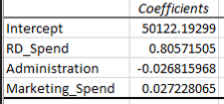 Coefficients
Intercept 50122.19299
RD_Spend 0.80571505
Administration -0.026815968
Marketing_Spend 0.027228065